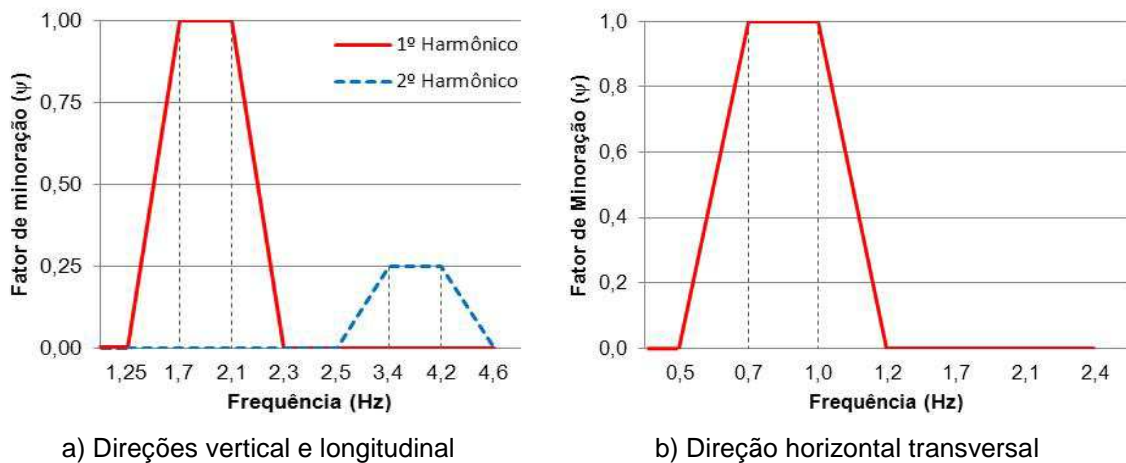 1,00
0,75
0,50
0,25
0,00
Fator de minoração (ψ)
1º Harmônico
2º Harmônico
1,25 1,7 2,1 2,3 2,5 3,4 4,2 4,6
Frequência (Hz)
a) Direções vertical e longitudinal
1,0
0,8
0,6
0,4
0,2
0,0
Fator de Minoração (ψ)
0,5 0,7 1,0 1,2 1,7 2,1 2,4
Frequência (Hz)
b) Direção horizontal transversal